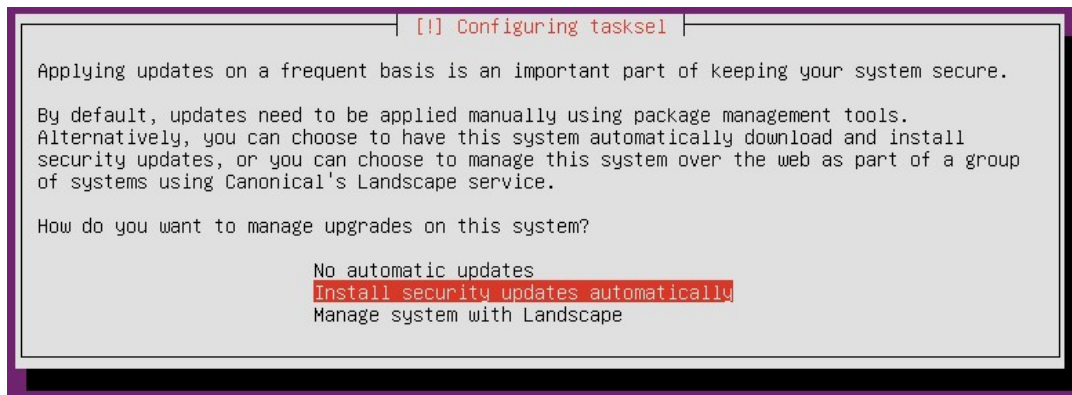 [!] Configuring tasksel
Applying updates on a frequent basis is an important part of keeping your system secure.
By default, updates need to be applied manually using package management tools.
Alternatively, you can choose to have this system automatically download and install
security updates, or you can choose to manage this system over the web as part of a group
of systems using Canonical's Landscape service.
How do you want to manage upgrades on this system?
No automatic updates
Install security updates automatically
Manage system with Landscape